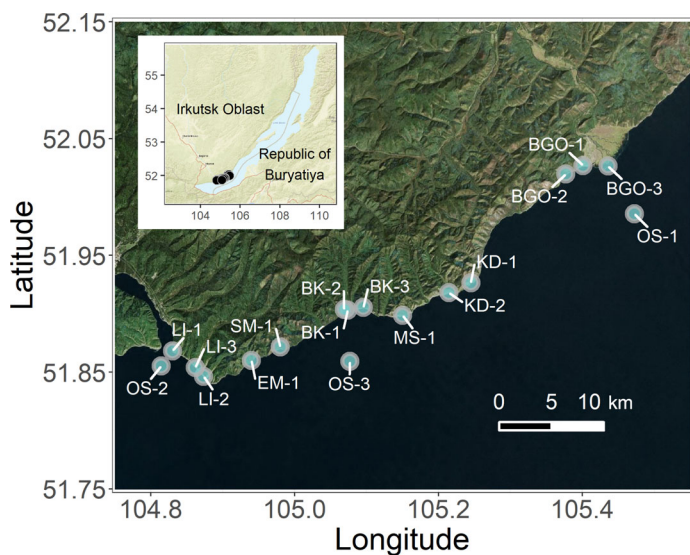 52.15
52.05
51.95
51.85
51.75
Latitude
55
54
53
52
104
106
108
110
Irkutsk Oblast
Republic of
Buryatiya
BGO-1
BGO-2
BGO-3
OS-1
KD-1
KD-2
BK-2
BK-3
BK-1
MS-1
SM-1
LI-1
LI-3
OS-2
LI-2
EM-1
OS-3
0 5 10 km
104.8
105.0
105.2
105.4
Longitude